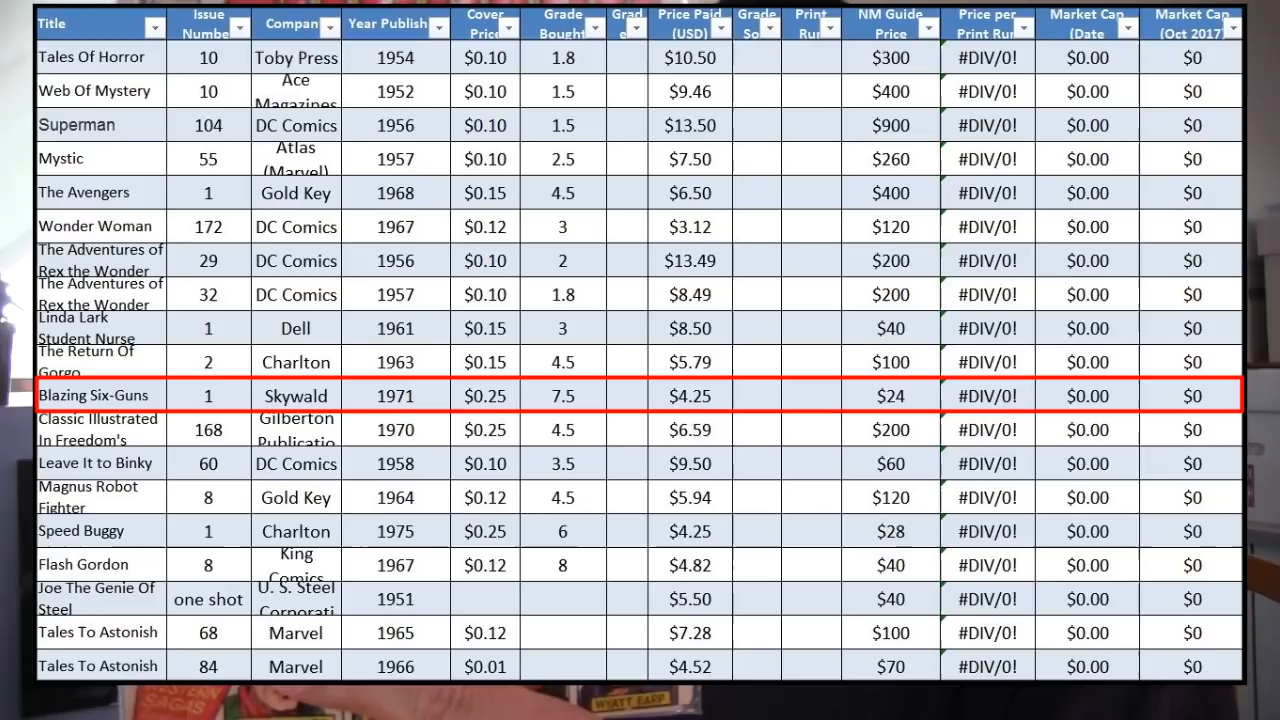 Title Issue Number Company Year Publish Cover Price Grade Bought Grad e Price Paid (USD) Grade So Print Run NM Guide Price Price per Print Run Market Cap (Date Market Cap (Oct 2017)
Tales Of Horror 10 Toby Press 1954 $0.10 1.8 $10.50 $300 #DIV/0! $0.00 $0
Web Of Mystery 10 Ace Magazines 1952 $0.10 1.5 $9.46 $400 #DIV/0! $0.00 $0
Superman 104 DC Comics 1956 $0.10 1.5 $13.50 $900 #DIV/0! $0.00 $0
Mystic 55 Atlas (Marvel) 1957 $0.10 2.5 $7.50 $260 #DIV/0! $0.00 $0
The Avengers 1 Gold Key 1968 $0.15 4.5 $6.50 $400 #DIV/0! $0.00 $0
Wonder Woman 172 DC Comics 1967 $0.12 3 $3.12 $120 #DIV/0! $0.00 $0
The Adventures of Rex the Wonder 29 DC Comics 1956 $0.10 2 $13.49 $200 #DIV/0! $0.00 $0
The Adventures of Rex the Wonder 32 DC Comics 1957 $0.10 1.8 $8.49 $200 #DIV/0! $0.00 $0
Linda Lark Student Nurse 1 Dell 1961 $0.15 3 $8.50 $40 #DIV/0! $0.00 $0
The Return Of Gorgo 2 Charlton 1963 $0.15 4.5 $5.79 $100 #DIV/0! $0.00 $0
Blazing Six-Guns 1 Skywald 1971 $0.25 7.5 $4.25 $24 #DIV/0! $0.00 $0
Classic Illustrated In Freedom's 168 Gilberton Publicatio 1970 $0.25 4.5 $6.59 $200 #DIV/0! $0.00 $0
Leave It to Binky 60 DC Comics 1958 $0.10 3.5 $9.50 $60 #DIV/0! $0.00 $0
Magnus Robot Fighter 8 Gold Key 1964 $0.12 4.5 $5.94 $120 #DIV/0! $0.00 $0
Speed Buggy 1 Charlton 1975 $0.25 6 $4.25 $28 #DIV/0! $0.00 $0
Flash Gordon 8 King Comics 1967 $0.12 8 $4.82 $40 #DIV/0! $0.00 $0
Joe The Genie Of Steel one shot U. S. Steel Corporati 1951 $5.50 $40 #DIV/0! $0.00 $0
Tales To Astonish 68 Marvel 1965 $0.12 $7.28 $100 #DIV/0! $0.00 $0
Tales To Astonish 84 Marvel 1966 $0.01 $4.52 $70 #DIV/0! $0.00 $0
WESTERN
SAGAS
WYATT EARP